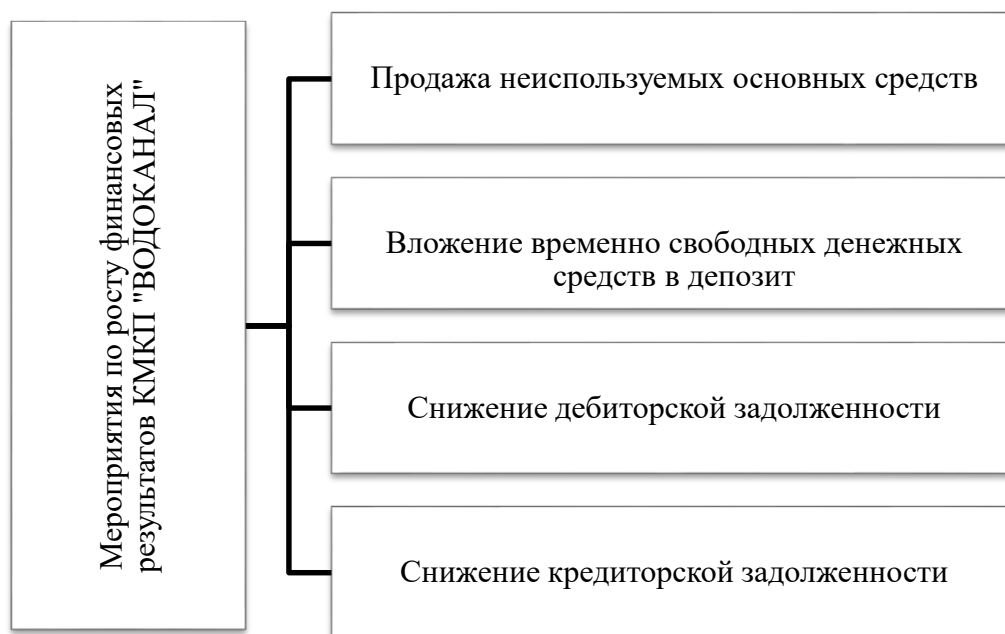 Мероприятия по росту финансовых
результатов КМКП "ВОДОКАНАЛ"
Продажа неиспользуемых основных средств
Вложение временно свободных денежных
средств в депозит
Снижение дебиторской задолженности
Снижение кредиторской задолженности